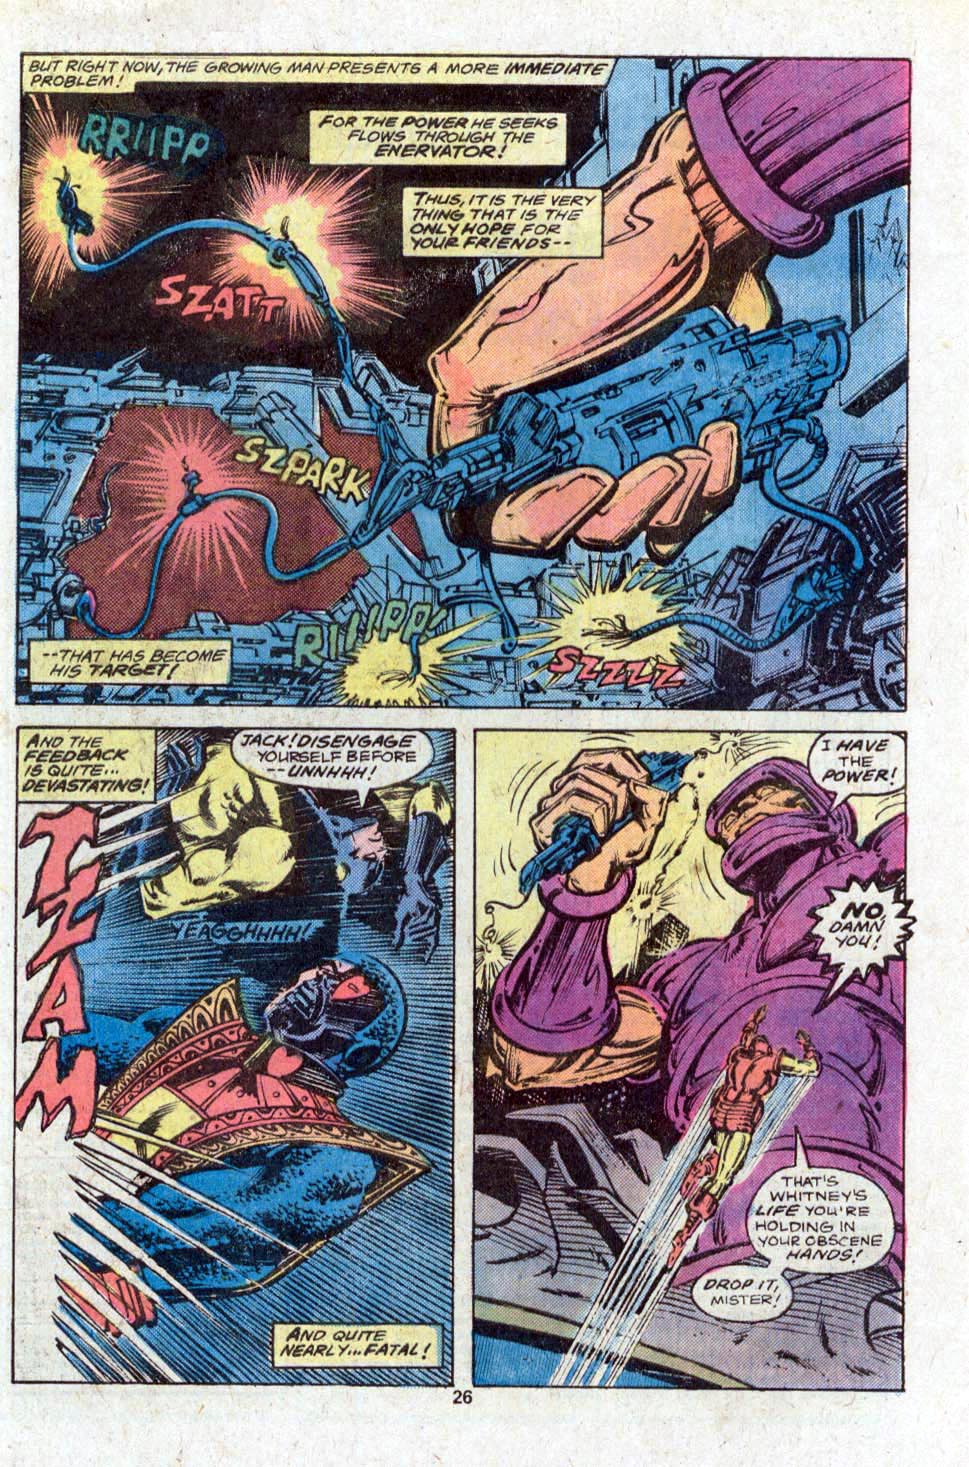 BUT RIGHT NOW, THE GROWING MAN PRESENTS A MORE IMMEDIATE
PROBLEM!
RRIIPP
FOR THE POWER HE SEEKS
FLOWS THROUGH THE
ENERVATOR!
THUS, IT IS THE VERY
THING THAT IS THE
ONLY HOPE FOR
YOUR FRIENDS--
SZATT
SZPARK
RIIIPP!
SZZZZ
--THAT HAS BECOME
HIS TARGET!
AND THE
FEEDBACK
IS QUITE...
DEVASTATING!
JACK! DISENGAGE
YOURSELF BEFORE
--UNNHHH!
TZZAM
YEAGGHHHH!
AND QUITE
NEARLY...FATAL!
I HAVE
THE
POWER!
NO,
DAMN
YOU!
THAT'S
WHITNEY'S
LIFE YOU'RE
HOLDING IN
YOUR OBSCENE
HANDS!
DROP IT,
MISTER!
26